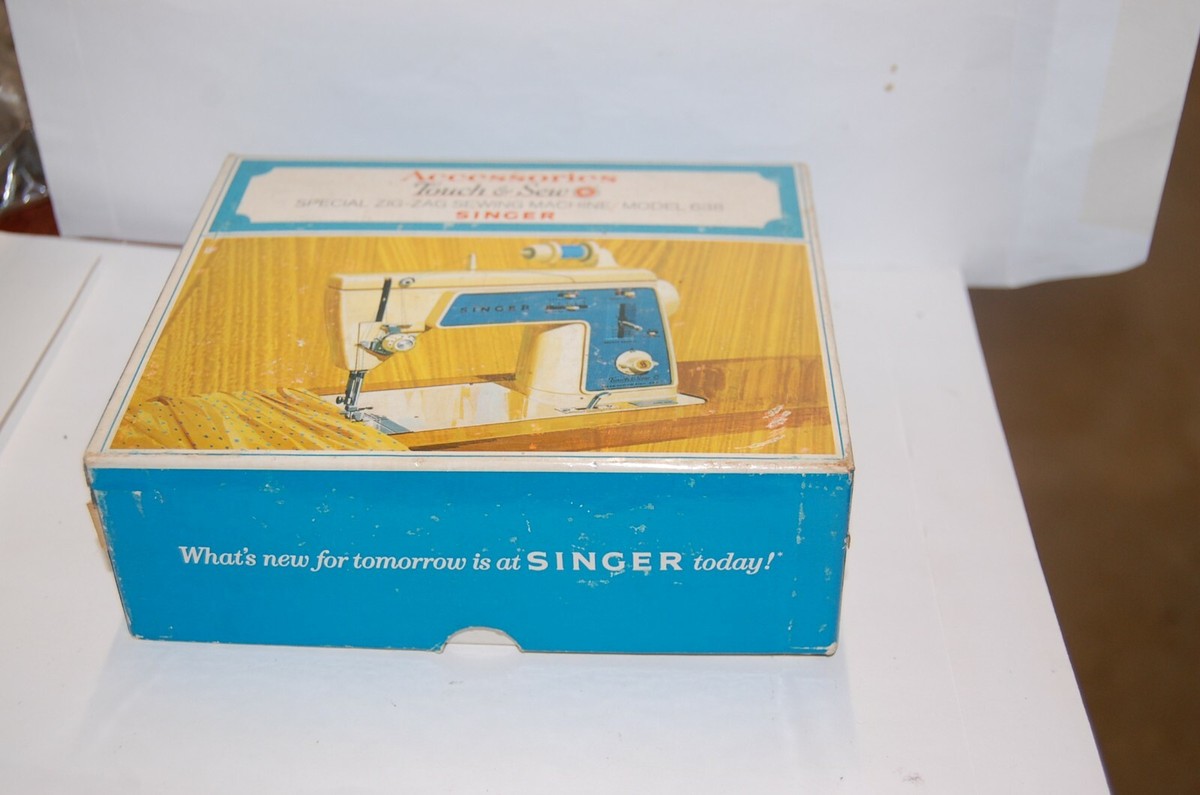 Accessories
Touch & Sew
SPECIAL ZIG-ZAG SEWING MACHINE/MODEL 638
SINGER
SINGER
What's new for tomorrow is at SINGER today!*